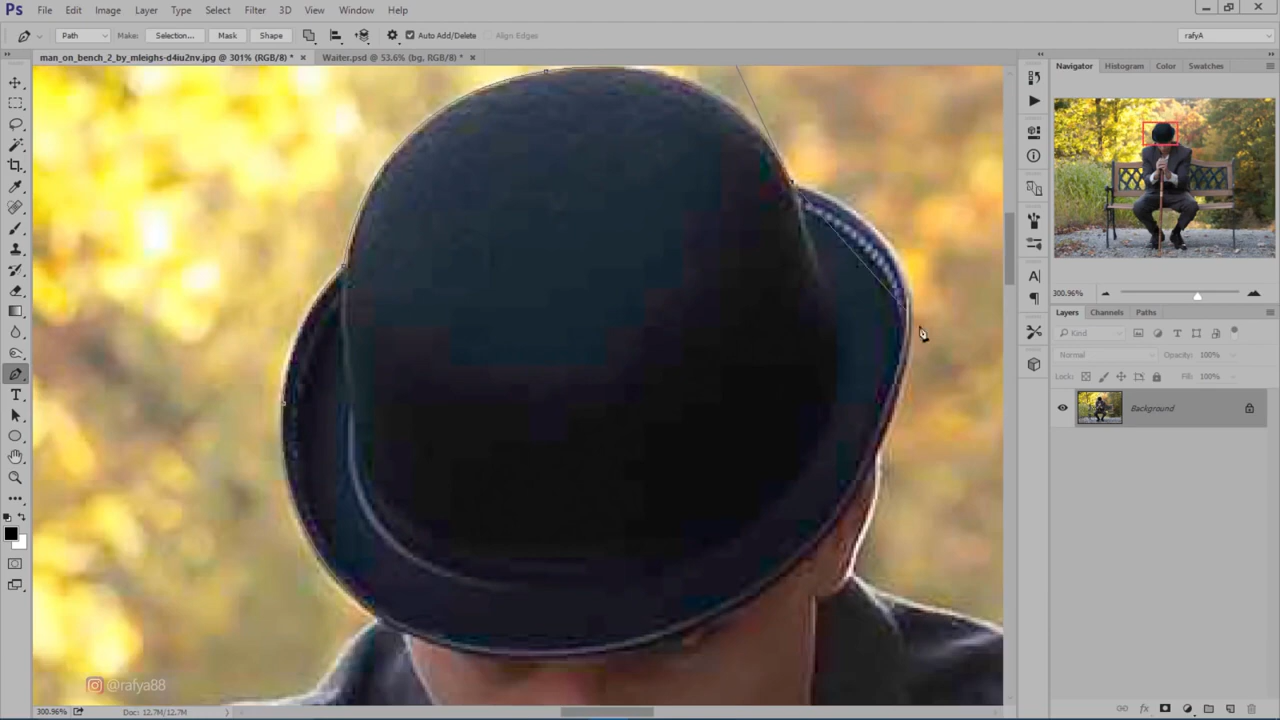 Ps File Edit Image Layer Type Select Filter 3D View Window Help
Path Make: Selection... Mask Shape Auto Add/Delete Align Edges rafyA
man_on_bench_2_by_mleighs-d4iu2nv.jpg @ 301% (RGB/8) * × Waiter.psd @ 53.6% (bg, RGB/8) * ×
Navigator Histogram Color Swatches
300.96%
Layers Channels Paths
Kind
Normal Opacity: 100%
Lock: Fill: 100%
Background
@rafya88
300.96% Doc: 12.7M/12.7M